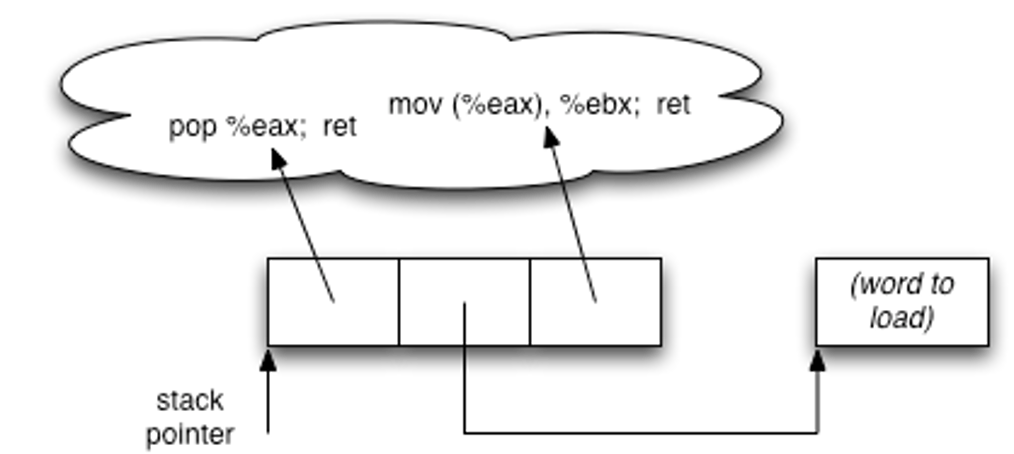 mov (%eax), %ebx; ret
pop %eax; ret
(word to
load)
stack
pointer